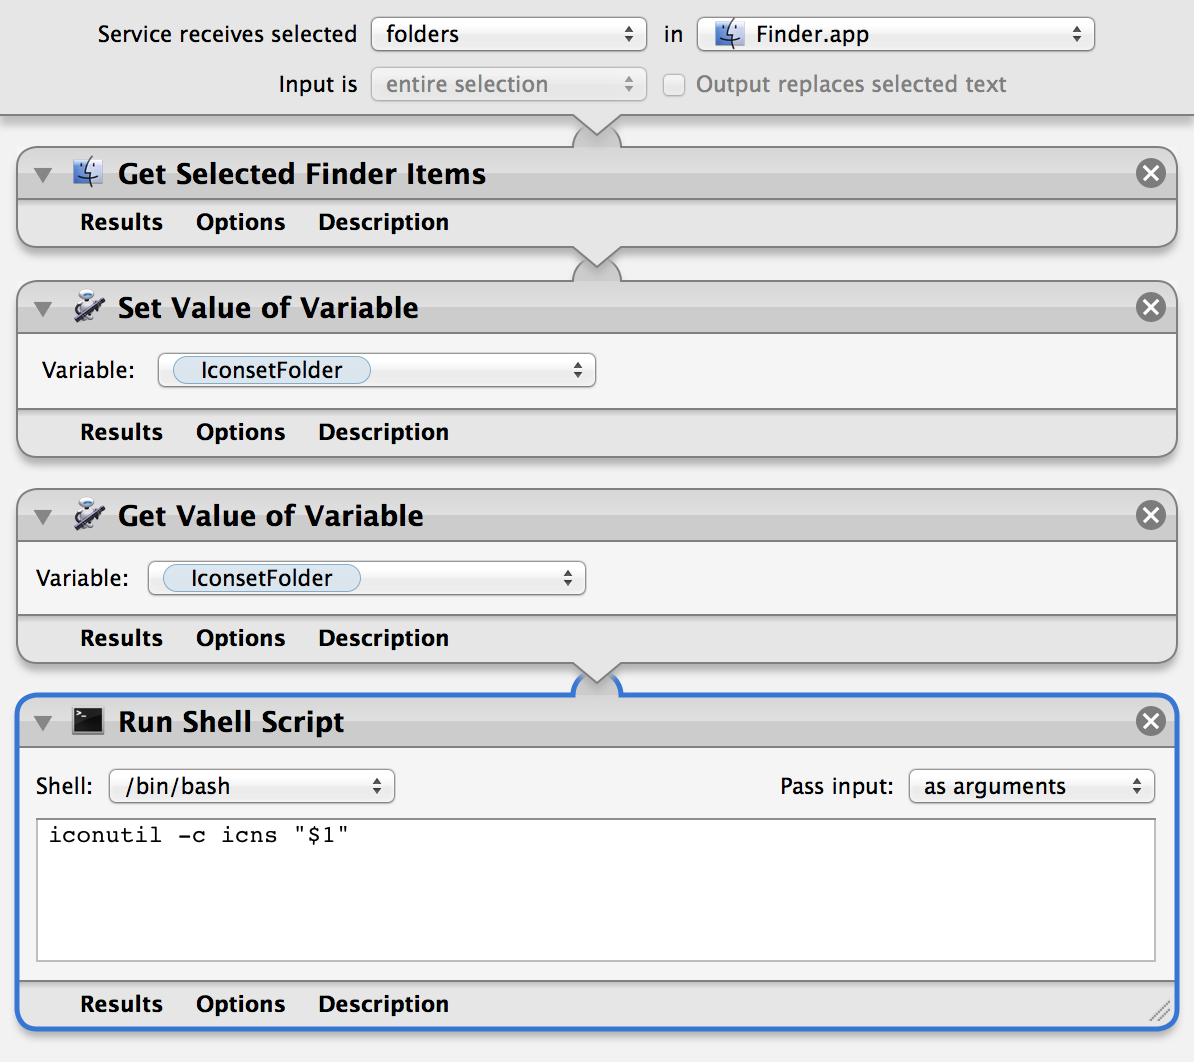 Service receives selected folders in Finder.app
Input is entire selection Output replaces selected text
Get Selected Finder Items
Results Options Description
Set Value of Variable
Variable: IconsetFolder
Results Options Description
Get Value of Variable
Variable: IconsetFolder
Results Options Description
Run Shell Script
Shell: /bin/bash Pass input: as arguments
iconutil -c icns "$1"
Results Options Description